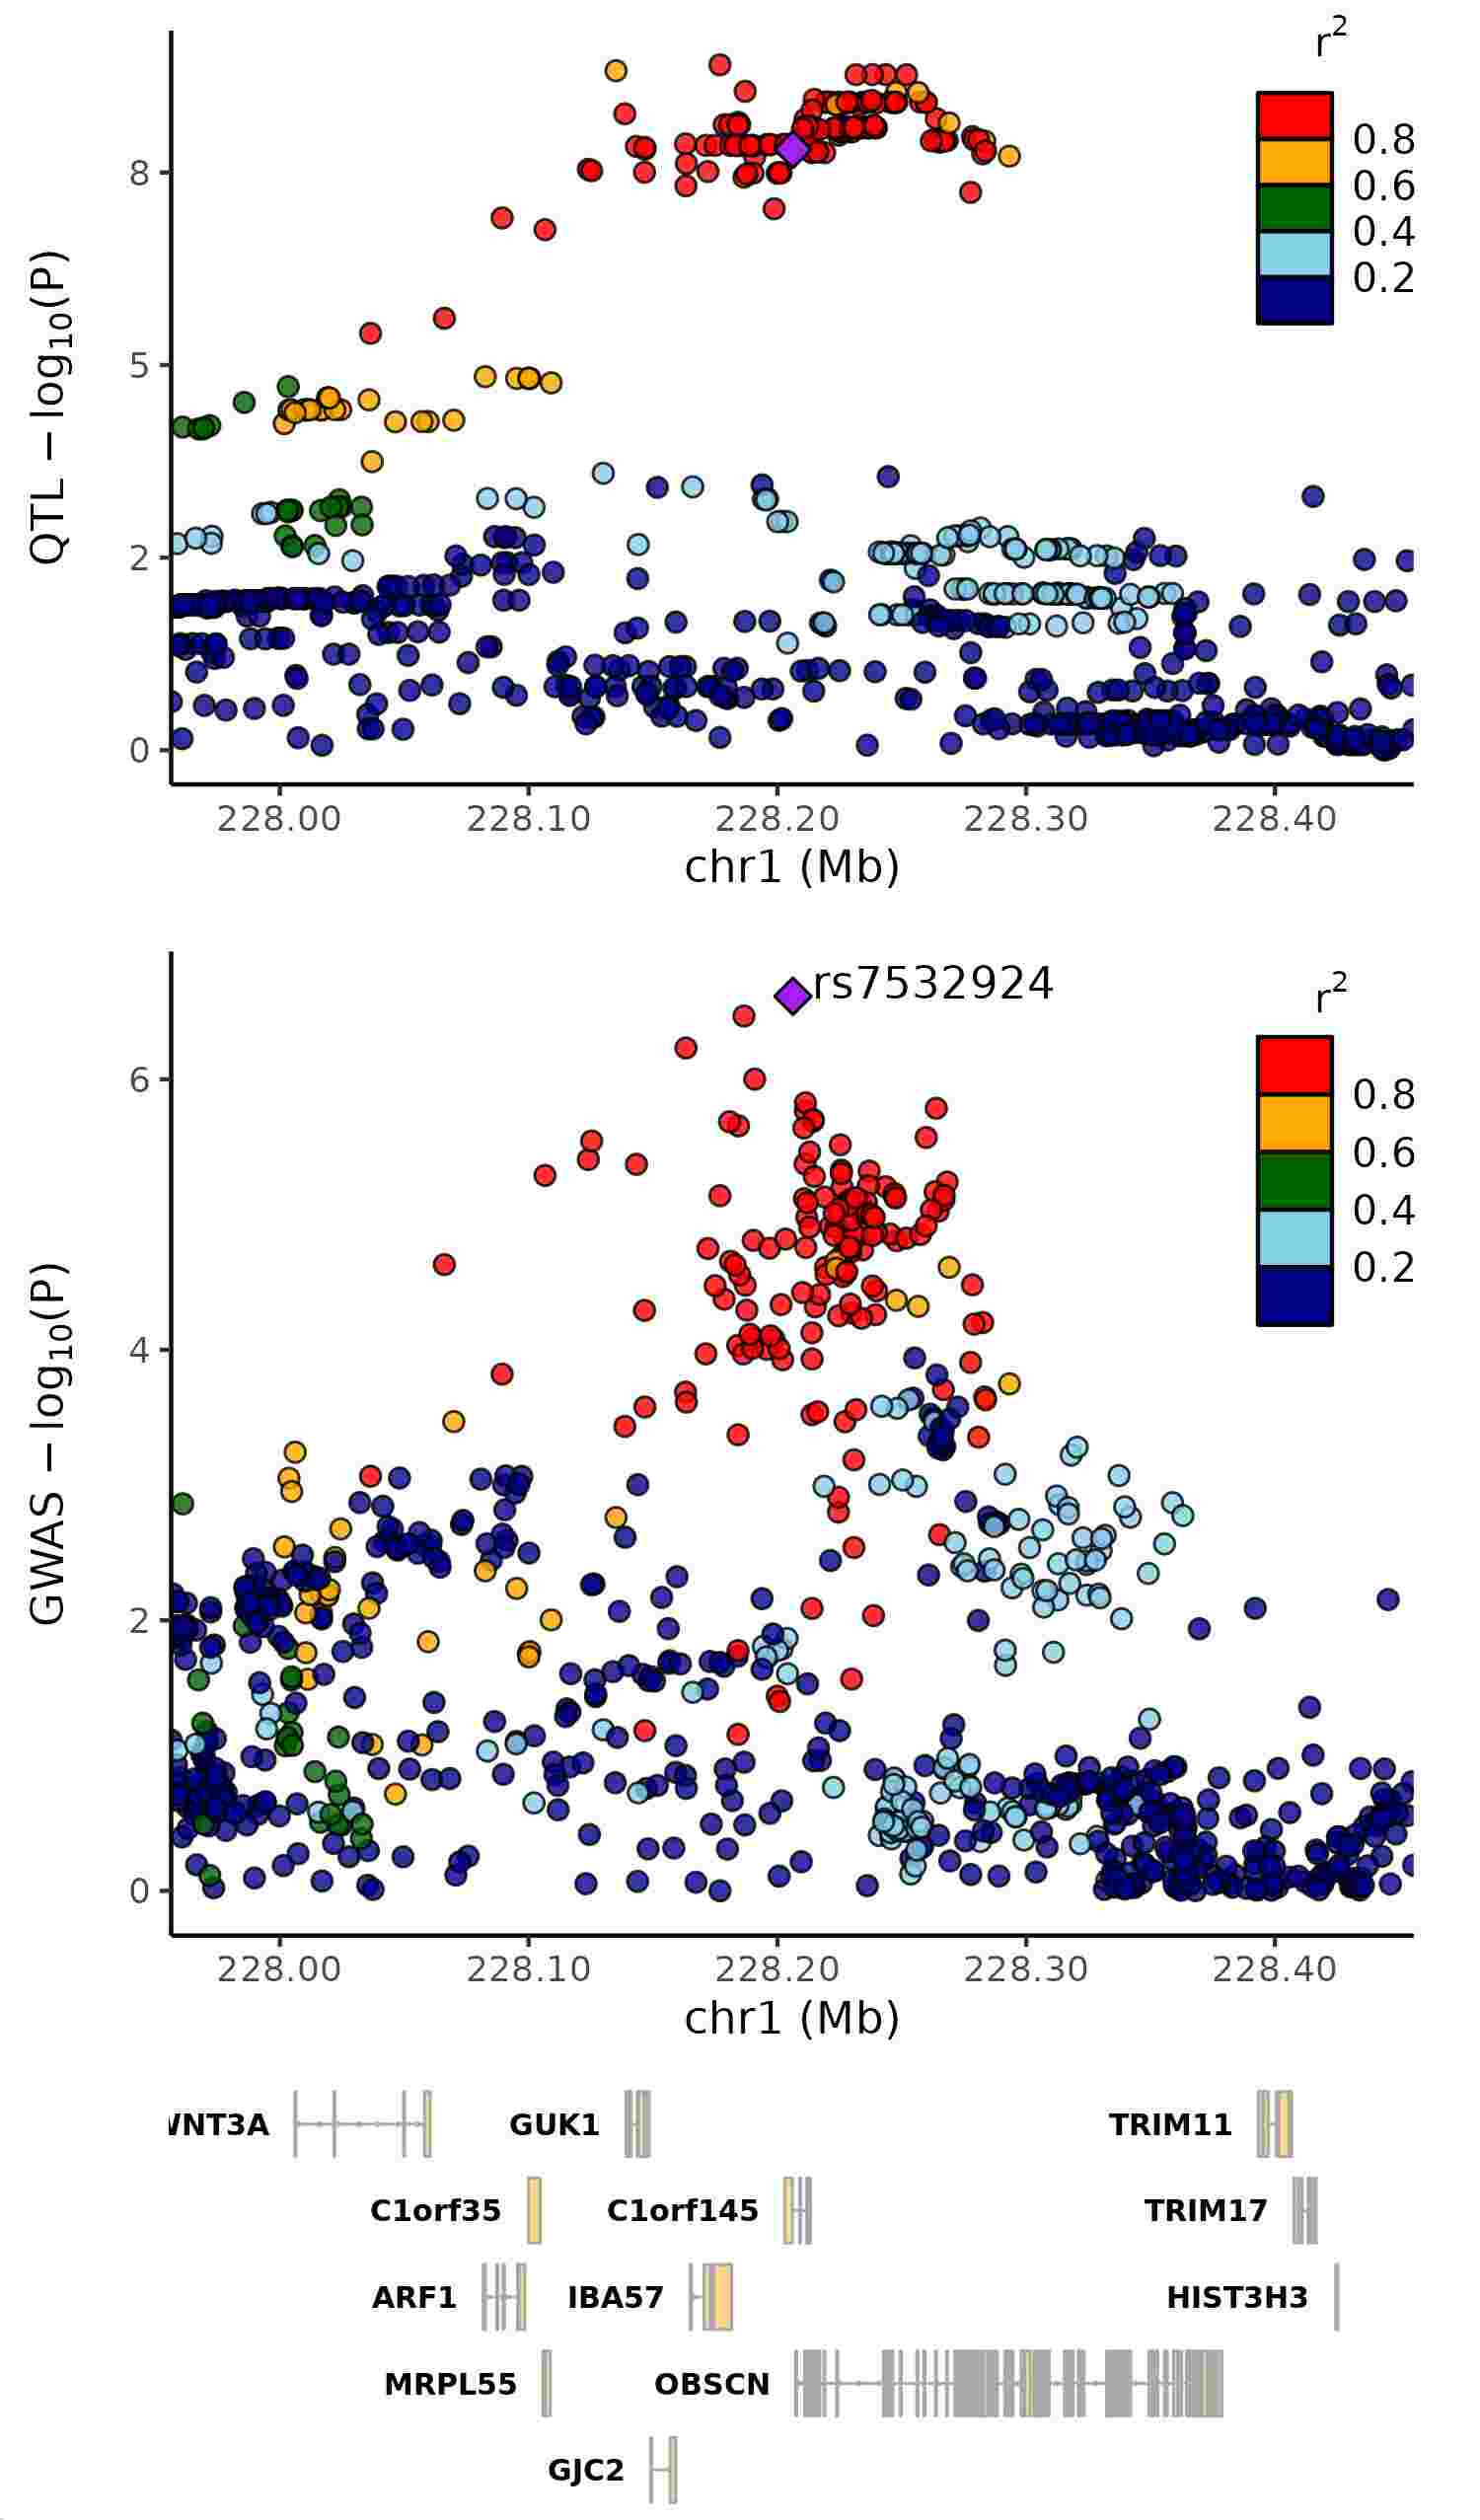 r2
0.8
0.6
0.4
0.2
8
5
2
0
QTL − log10(P)
228.00 228.10 228.20 228.30 228.40
chr1 (Mb)
rs7532924
r2
0.8
0.6
0.4
0.2
6
4
2
0
GWAS − log10(P)
228.00 228.10 228.20 228.30 228.40
chr1 (Mb)
WNT3A GUK1 TRIM11
C1orf35 C1orf145 TRIM17
ARF1 IBA57 HIST3H3
MRPL55 OBSCN
GJC2